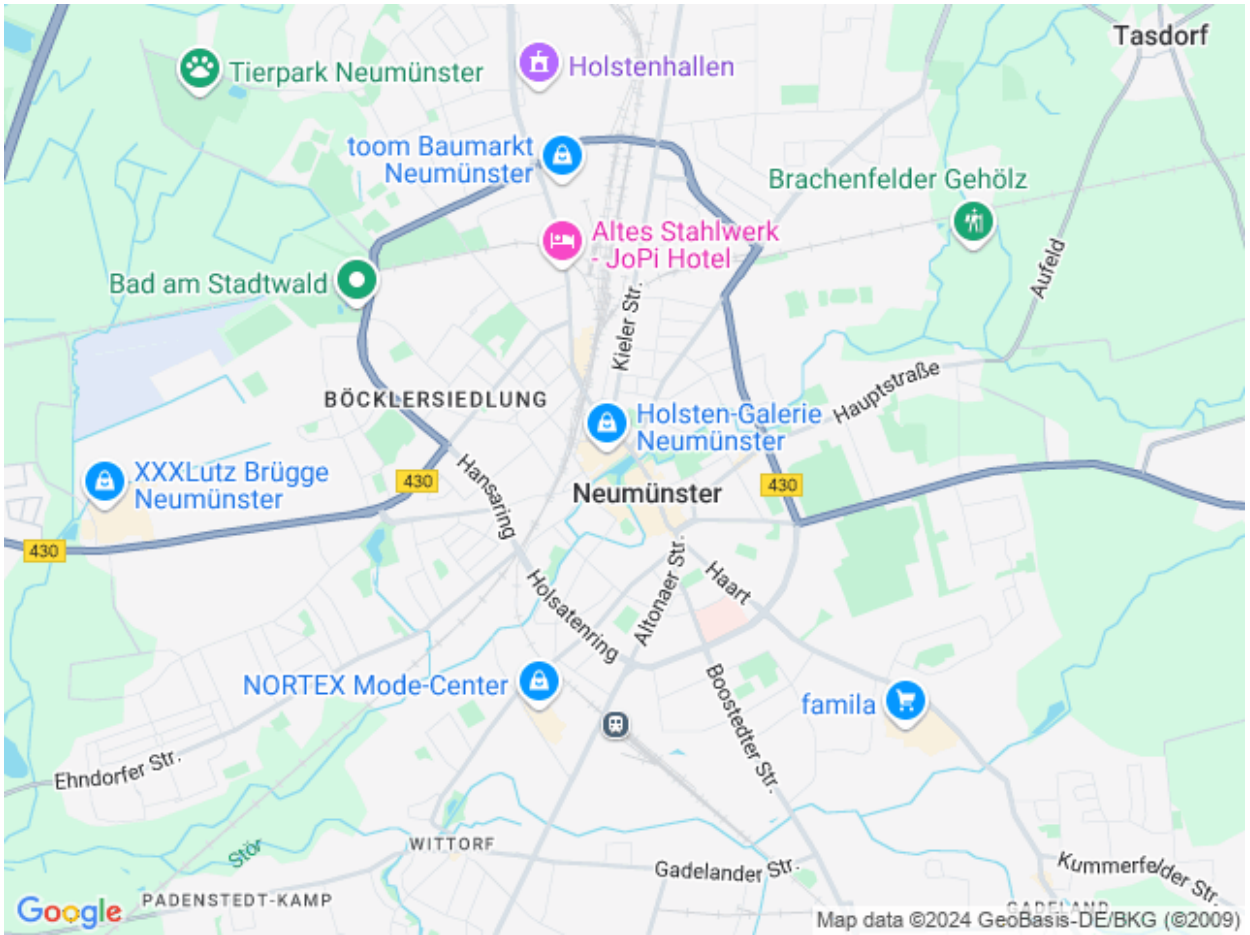 Tasdorf
Tierpark Neumünster
Holstenhallen
toom Baumarkt
Neumünster
Brachenfelder Gehölz
Altes Stahlwerk
- JoPi Hotel
Bad am Stadtwald
Aufeld
Kieler Str.
Hauptstraße
BÖCKLERSIEDLUNG
Holsten-Galerie
Neumünster
XXXLutz Brügge
Neumünster
430
Hansaring
Neumünster
430
430
Haart
Altonaer Str.
Holsatenring
NORTEX Mode-Center
Boostedter Str.
famila
Ehndorfer Str.
WITTORF
Stör
Gadelander Str.
Kummerfelder Str.
PADENSTEDT-KAMP
GADELAND
Google
Map data ©2024 GeoBasis-DE/BKG (©2009)